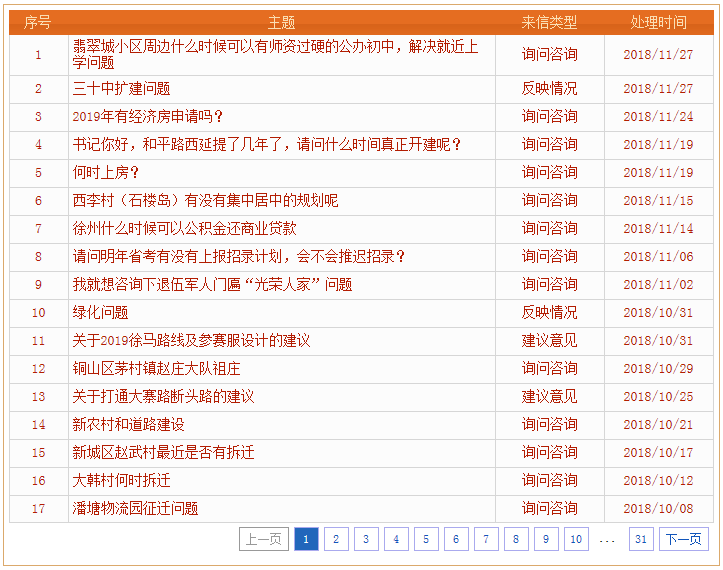 序号 主题 来信类型 处理时间
1 翡翠城小区周边什么时候可以有师资过硬的公办初中，解决就近上 询问咨询 2018/11/27
学问题
2 三十中扩建问题 反映情况 2018/11/27
3 2019年有经济房申请吗？ 询问咨询 2018/11/24
4 书记你好，和平路西延提了几年了，请问什么时间真正开建呢？ 询问咨询 2018/11/19
5 何时上房？ 询问咨询 2018/11/19
6 西李村（石楼岛）有没有集中居中的规划呢 询问咨询 2018/11/15
7 徐州什么时候可以公积金还商业贷款 询问咨询 2018/11/14
8 请问明年省考有没有上报招录计划，会不会推迟招录？ 询问咨询 2018/11/06
9 我就想咨询下退伍军人门匾“光荣人家”问题 询问咨询 2018/11/02
10 绿化问题 反映情况 2018/10/31
11 关于2019徐马路线及参赛服设计的建议 建议意见 2018/10/31
12 铜山区茅村镇赵庄大队祖庄 询问咨询 2018/10/29
13 关于打通大寨路断头路的建议 建议意见 2018/10/25
14 新农村和道路建设 询问咨询 2018/10/21
15 新城区赵武村最近是否有拆迁 询问咨询 2018/10/17
16 大韩村何时拆迁 询问咨询 2018/10/12
17 潘塘物流园征迁问题 询问咨询 2018/10/08
上一页 1 2 3 4 5 6 7 8 9 10 ... 31 下一页